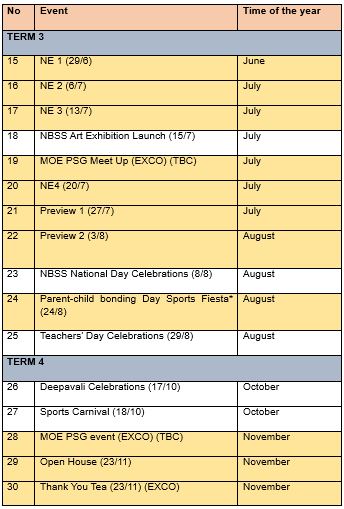 No Event Time of the year
TERM 3
15 NE 1 (29/6) June
16 NE 2 (6/7) July
17 NE 3 (13/7) July
18 NBSS Art Exhibition Launch (15/7) July
19 MOE PSG Meet Up (EXCO) (TBC) July
20 NE4 (20/7) July
21 Preview 1 (27/7) July
22 Preview 2 (3/8) August
23 NBSS National Day Celebrations (8/8) August
24 Parent-child bonding Day Sports Fiesta* August
(24/8)
25 Teachers' Day Celebrations (29/8) August
TERM 4
26 Deepavali Celebrations (17/10) October
27 Sports Carnival (18/10) October
28 MOE PSG event (EXCO) (TBC) November
29 Open House (23/11) November
30 Thank You Tea (23/11) (EXCO) November